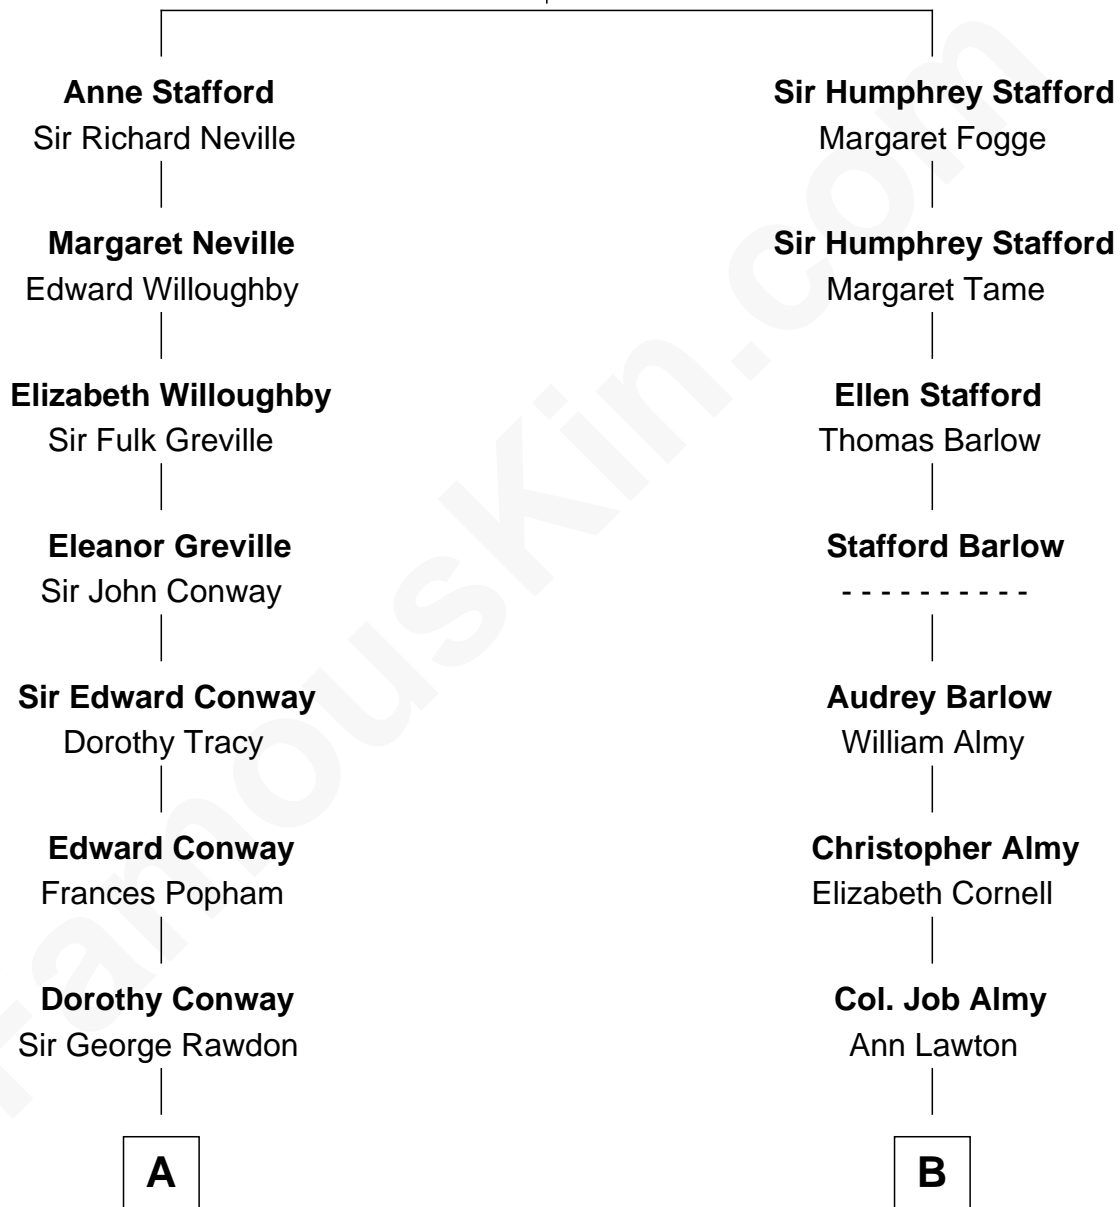 Anne Stafford
Sir Richard Neville
Margaret Neville
Edward Willoughby
Elizabeth Willoughby
Sir Fulk Greville
Eleanor Greville
Sir John Conway
Sir Edward Conway
Dorothy Tracy
Edward Conway
Frances Popham
Dorothy Conway
Sir George Rawdon
A
Sir Humphrey Stafford
Margaret Fogge
Sir Humphrey Stafford
Margaret Tame
Ellen Stafford
Thomas Barlow
Stafford Barlow
- - - - - - - - - -
Audrey Barlow
William Almy
Christopher Almy
Elizabeth Cornell
Col. Job Almy
Ann Lawton
B
FamousKin.com